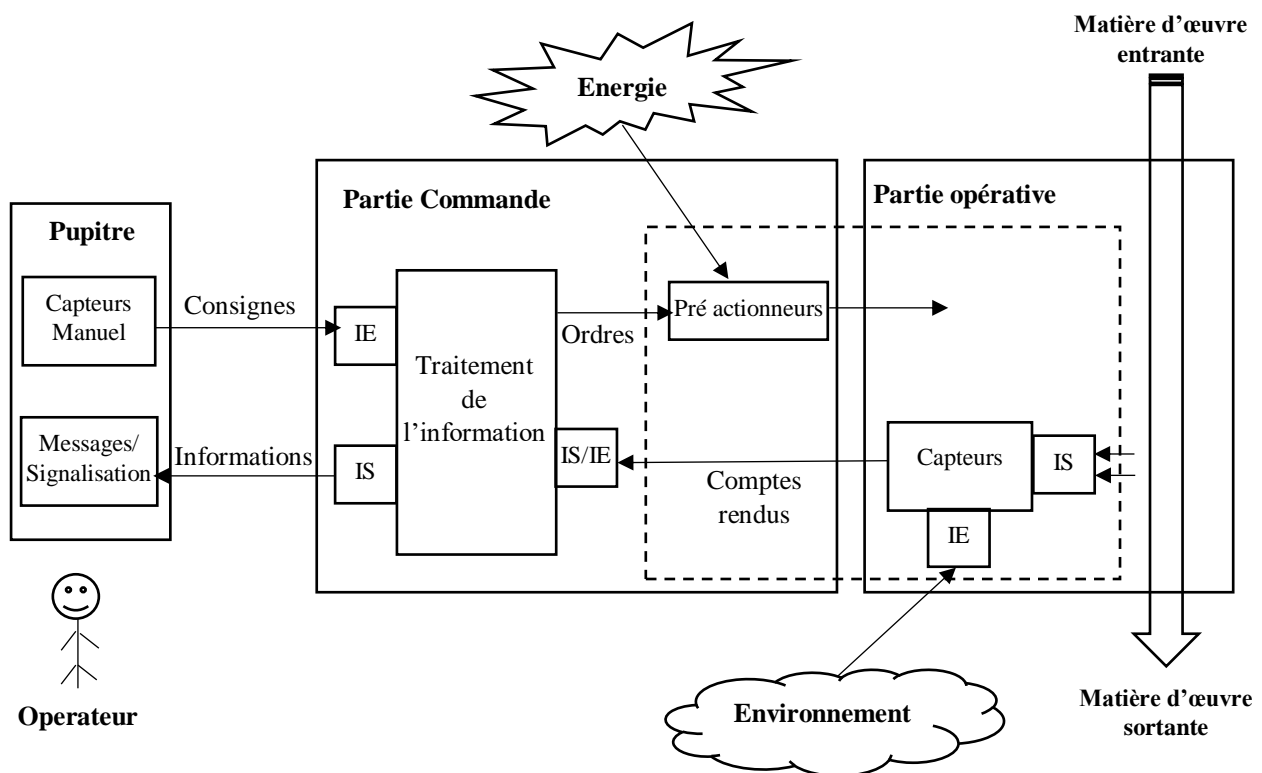 Matière d'œuvre
entrante
Energie
Partie Commande
Partie opérative
Pupitre
Capteurs
Manuel
Consignes
IE
Traitement
de
l'information
Ordres
Pré actionneurs
Messages/
Signalisation
Informations
IS
IS/IE
Comptes
rendus
Capteurs
IS
IE
Operateur
Environnement
Matière d'œuvre
sortante